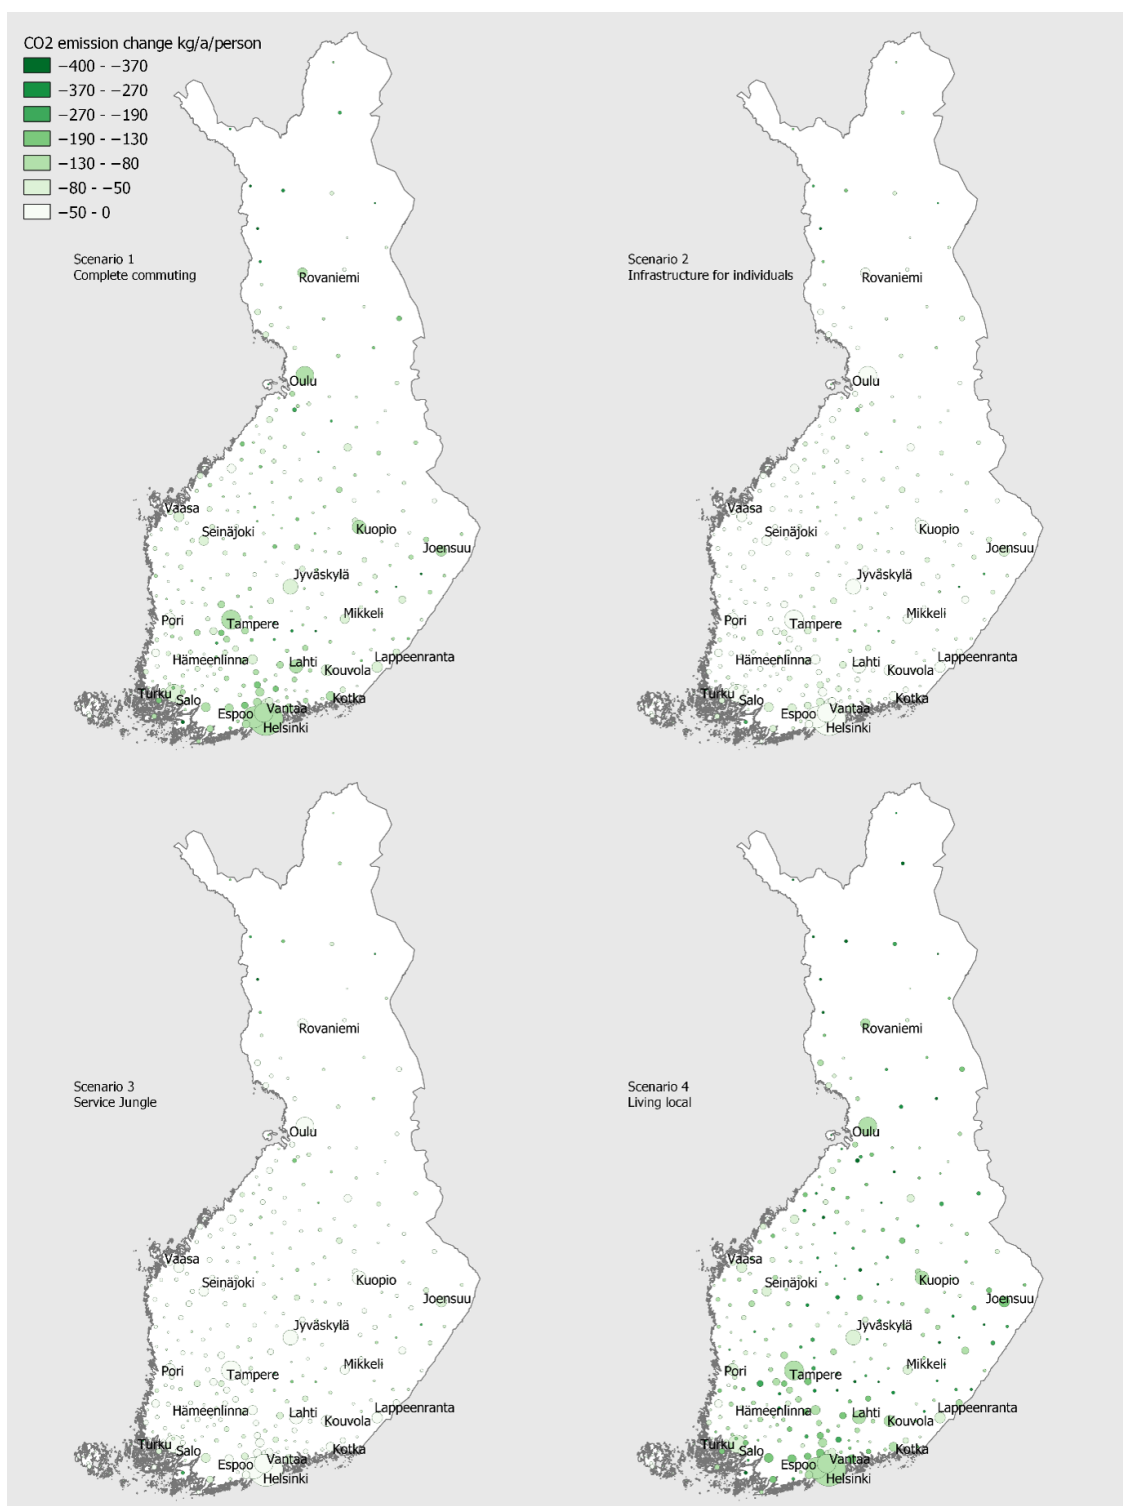 CO2 emission change kg/a/person
−400 - −370
−370 - −270
−270 - −190
−190 - −130
−130 - −80
−80 - −50
−50 - 0
Scenario 1
Complete commuting
Rovaniemi
Oulu
Vaasa
Seinäjoki
Kuopio
Joensuu
Jyväskylä
Pori
Tampere
Mikkeli
Hämeenlinna
Lahti
Kouvola
Lappeenranta
Turku
Salo
Espoo
Vantaa
Helsinki
Kotka
Scenario 2
Infrastructure for individuals
Rovaniemi
Oulu
Vaasa
Seinäjoki
Kuopio
Joensuu
Jyväskylä
Pori
Tampere
Mikkeli
Hämeenlinna
Lahti
Kouvola
Lappeenranta
Turku
Salo
Espoo
Vantaa
Helsinki
Kotka
Scenario 3
Service Jungle
Rovaniemi
Oulu
Vaasa
Seinäjoki
Kuopio
Joensuu
Jyväskylä
Pori
Tampere
Mikkeli
Hämeenlinna
Lahti
Kouvola
Lappeenranta
Turku
Salo
Espoo
Vantaa
Helsinki
Kotka
Scenario 4
Living local
Rovaniemi
Oulu
Vaasa
Seinäjoki
Kuopio
Joensuu
Jyväskylä
Pori
Tampere
Mikkeli
Hämeenlinna
Lahti
Kouvola
Lappeenranta
Turku
Salo
Espoo
Vantaa
Helsinki
Kotka